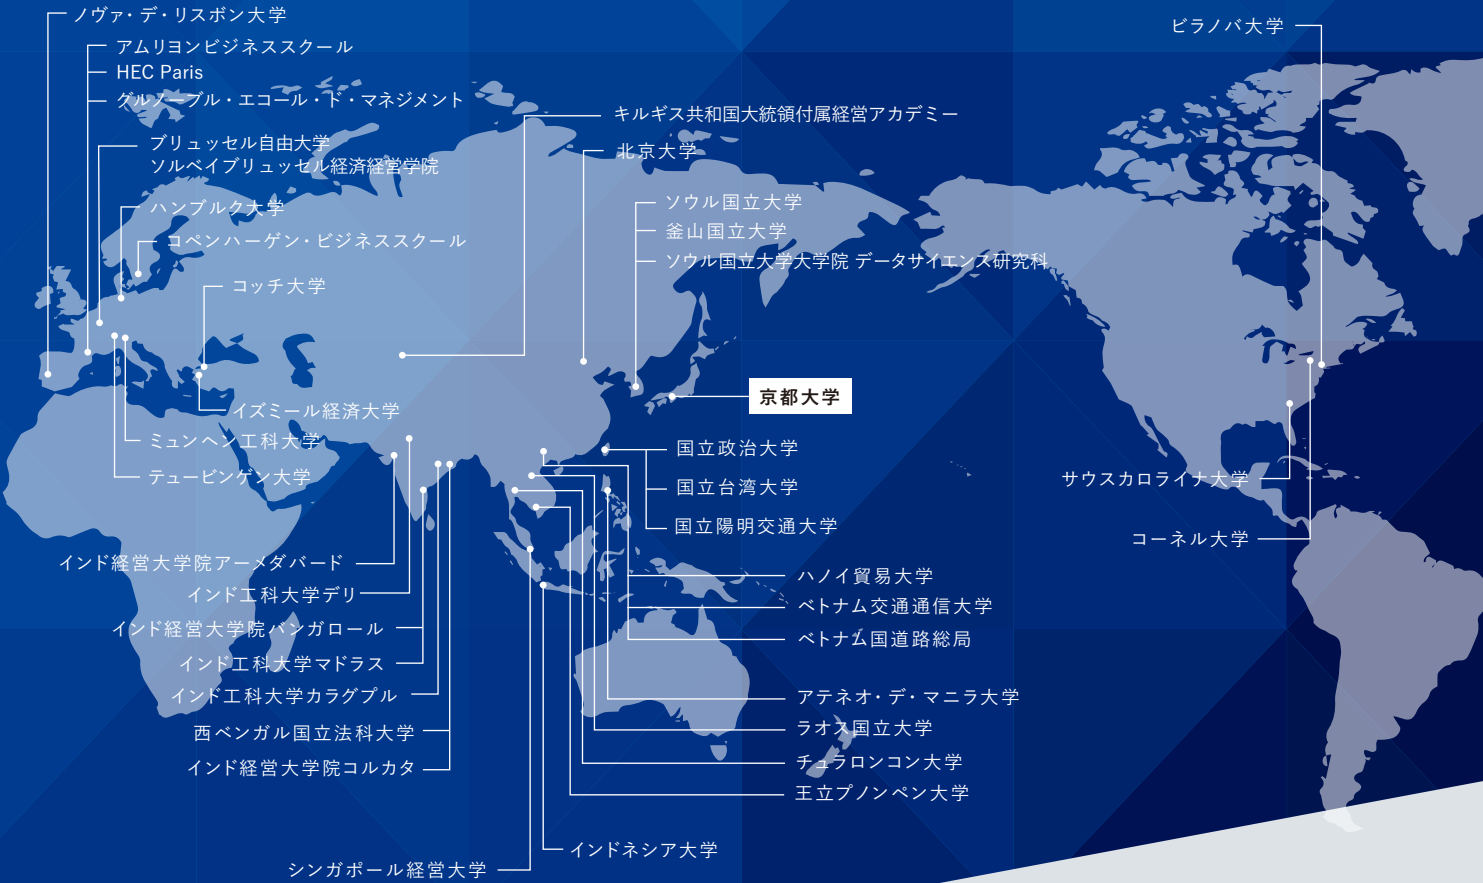 ノヴァ・デ・リスボン大学
アムリヨンビジネススクール
HEC Paris
グルノーブル・エコール・ド・マネジメント
ブリュッセル自由大学
ソルベイブリュッセル経済経営学院
ハンブルク大学
コペンハーゲン・ビジネススクール
コッチ大学
イズミール経済大学
ミュンヘン工科大学
テュービンゲン大学
インド経営大学院アーメダバード
インド工科大学デリ
インド経営大学院バンガロール
インド工科大学マドラス
インド工科大学カラグプル
西ベンガル国立法科大学
インド経営大学院コルカタ
シンガポール経営大学
インドネシア大学
キルギス共和国大統領付属経営アカデミー
北京大学
ソウル国立大学
釜山国立大学
ソウル国立大学大学院 データサイエンス研究科
京都大学
国立政治大学
国立台湾大学
国立陽明交通大学
ハノイ貿易大学
ベトナム交通通信大学
ベトナム国道路総局
アテネオ・デ・マニラ大学
ラオス国立大学
チュラロンコン大学
王立プノンペン大学
ビラノバ大学
サウスカロライナ大学
コーネル大学